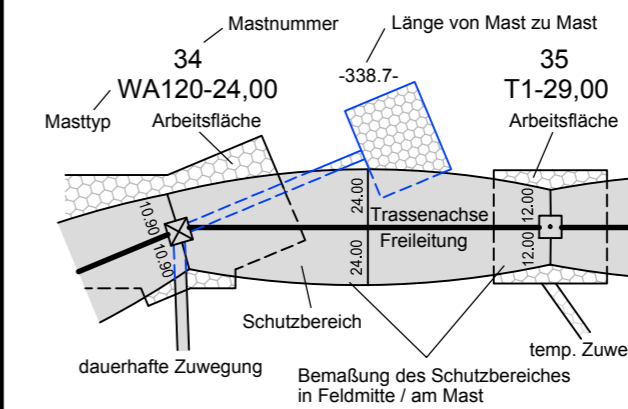 Mastnummer
Länge von Mast zu Mast
34
-338.7-
35
WA120-24,00
T1-29,00
Masttyp
Arbeitsfläche
Arbeitsfläche
10.90
10.90
24.00
24.00
Trassenachse
Freileitung
12.00
12.00
Schutzbereich
dauerhafte Zuwegung
temp. Zuwe
Bemaßung des Schutzbereiches
in Feldmitte / am Mast